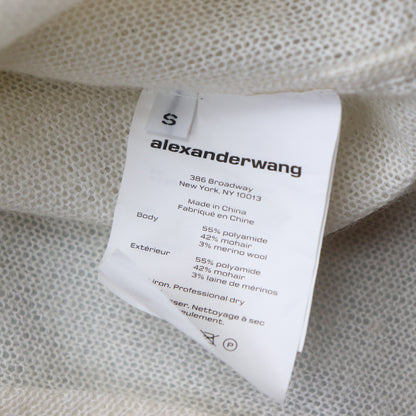 S
alexanderwang
386 Broadway
New York, NY 10013
Made in China
Fabriqué en Chine
Body
55% polyamide
42% mohair
3% merino wool
Extérieur
55% polyamide
42% mohair
3% laine de mérinos
iron. Professional dry
Nettoyage à sec
seulement.
P